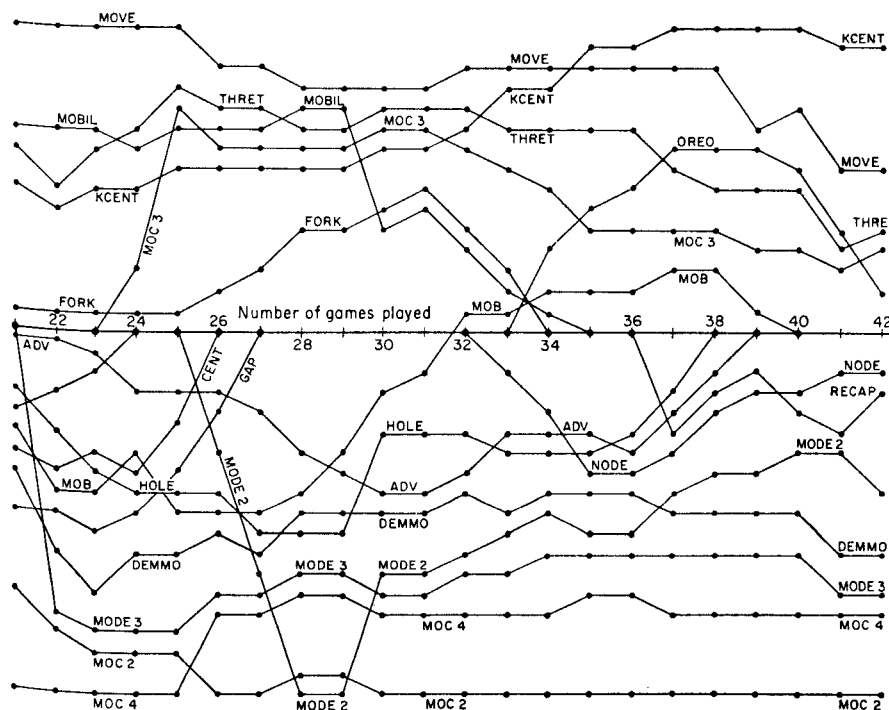 MOVE
KCENT
MOVE
KCENT
THRET
MOBIL
MOBIL
MOC 3
THRET
OREO
MOVE
KCENT
MOC 3
FORK
THRET
MOC 3
MOB
FORK
Number of games played
22 24 26 28 30 32 34 36 38 40 42
ADV
CENT
GAP
NODE
RECAP
HOLE
ADV
MODE 2
MOB
HOLE
MODE 2
ADV
NODE
DEMMO
DEMMO
DEMMO
MODE 3
MODE 2
MODE 3
MODE 3
MOC 4
MOC 4
MOC 2
MOC 4
MODE 2
MOC 2
MOC 2